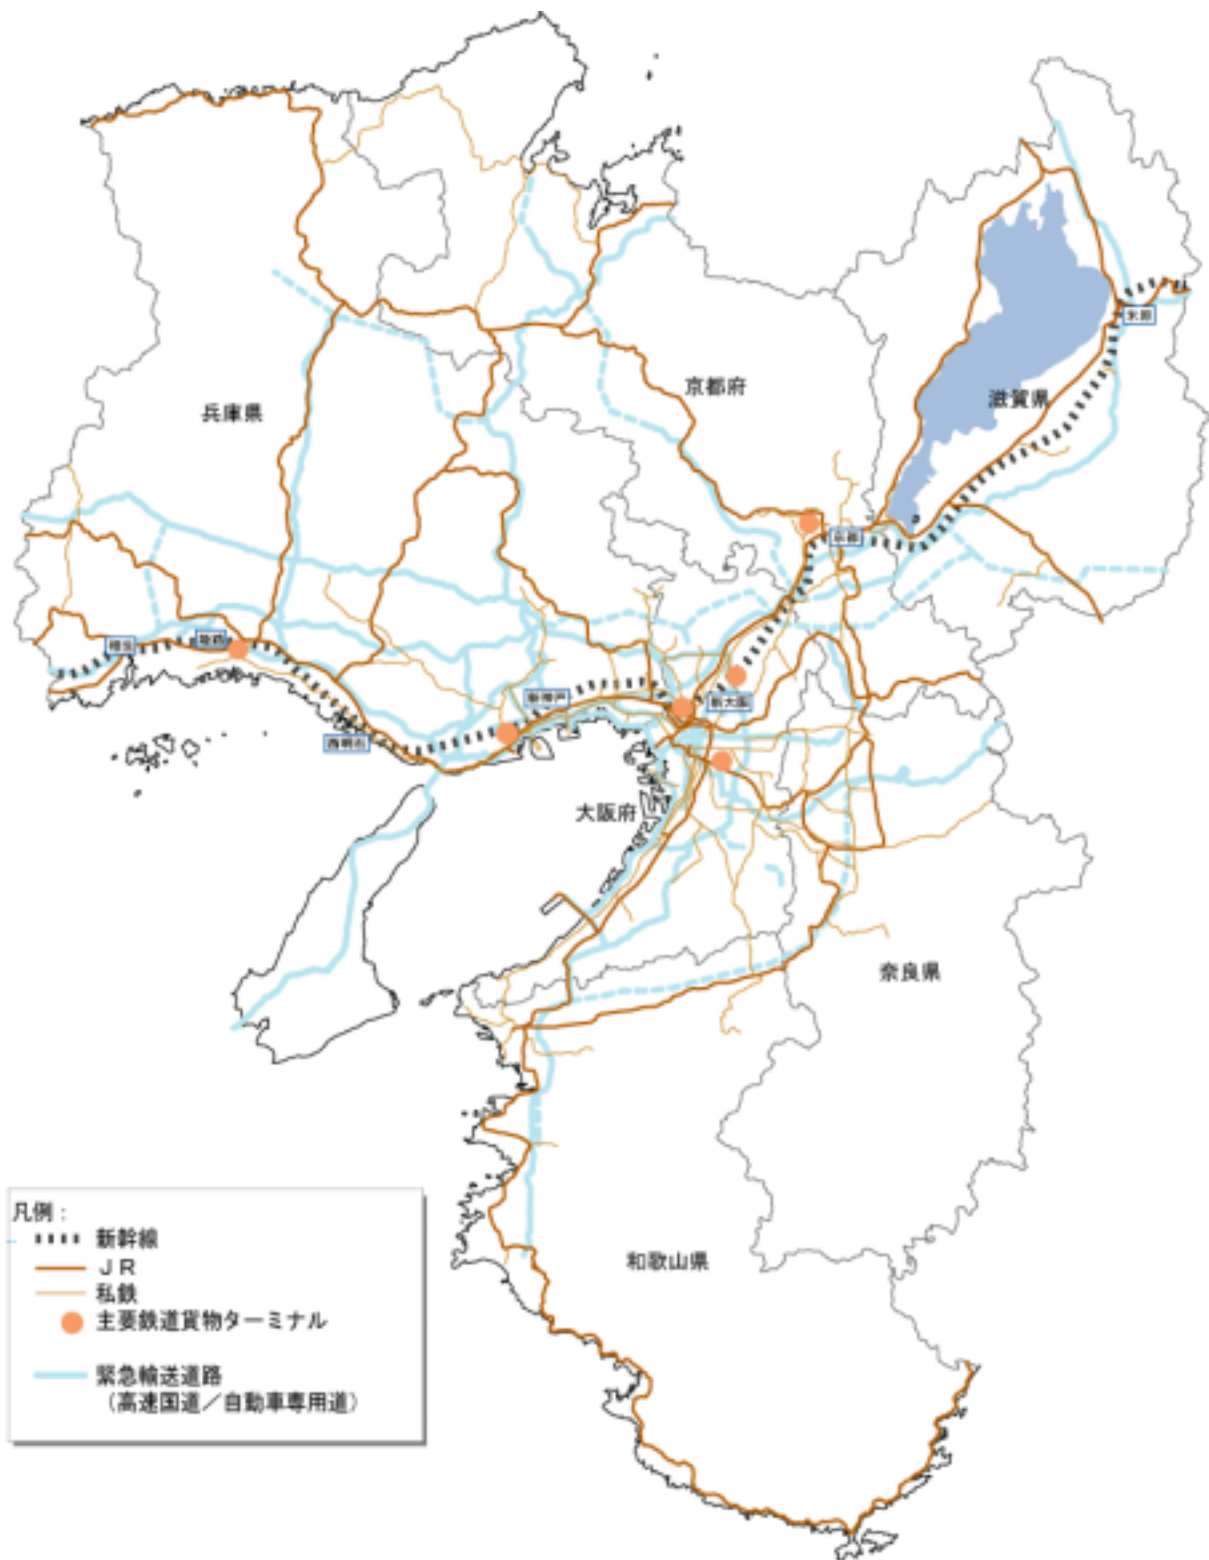 米原
京都府
滋賀県
兵庫県
京都
相生
姫路
新神戸
新大阪
西明石
大阪府
奈良県
和歌山県
凡例：
新幹線
ＪＲ
私鉄
主要鉄道貨物ターミナル
緊急輸送道路
（高速国道／自動車専用道）